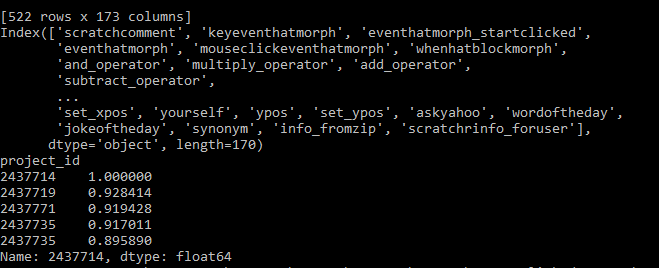 [522 rows x 173 columns]
Index(['scratchcomment', 'keyeventhatmorph', 'eventhatmorph_startclicked',
'eventhatmorph', 'mouseclickeventhatmorph', 'whenhatblockmorph',
'and_operator', 'multiply_operator', 'add_operator',
'subtract_operator',
...
'set_xpos', 'yourself', 'ypos', 'set_ypos', 'askyahoo', 'wordoftheday',
'jokeoftheday', 'synonym', 'info_fromzip', 'scratchrinfo_foruser'],
dtype='object', length=170)
project_id
2437714    1.000000
2437719    0.928414
2437771    0.919428
2437735    0.917011
2437735    0.895890
Name: 2437714, dtype: float64